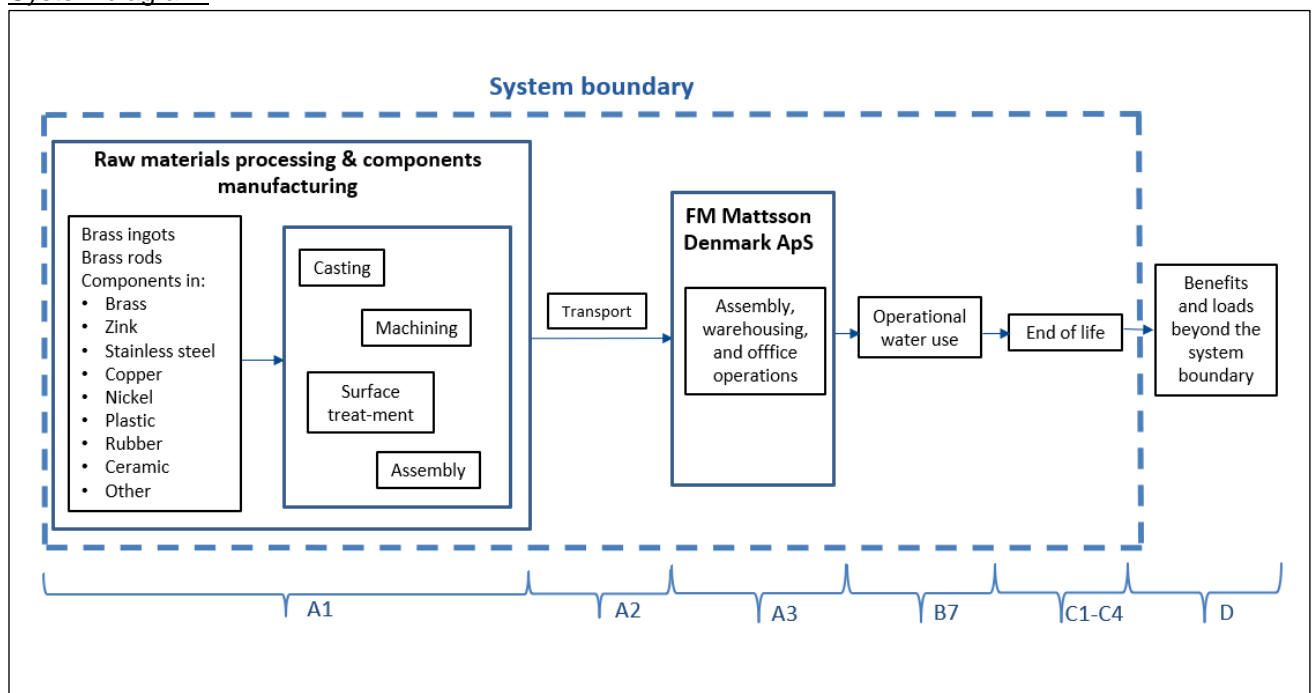 System boundary
Raw materials processing & components
manufacturing
Brass ingots
Brass rods
Components in:
• Brass
• Zink
• Stainless steel
• Copper
• Nickel
• Plastic
• Rubber
• Ceramic
• Other
Casting
Machining
Surface
treat-ment
Assembly
Transport
FM Mattsson
Denmark ApS
Assembly,
warehousing,
and offfice
operations
Operational
water use
End of life
Benefits
and loads
beyond the
system
boundary
A1
A2
A3
B7
C1-C4
D